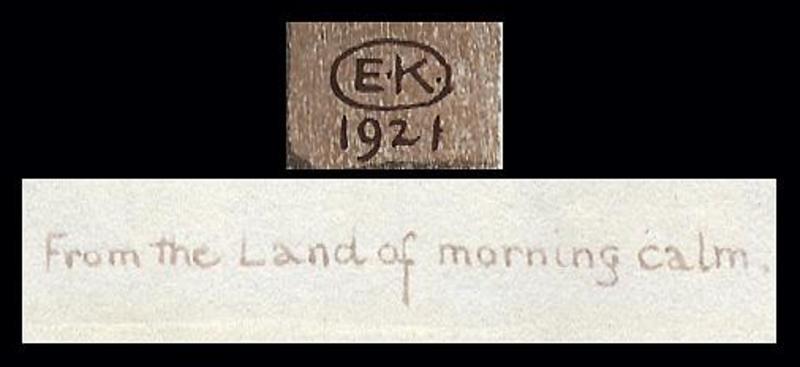 E.K.
1921
From the Land of morning calm.